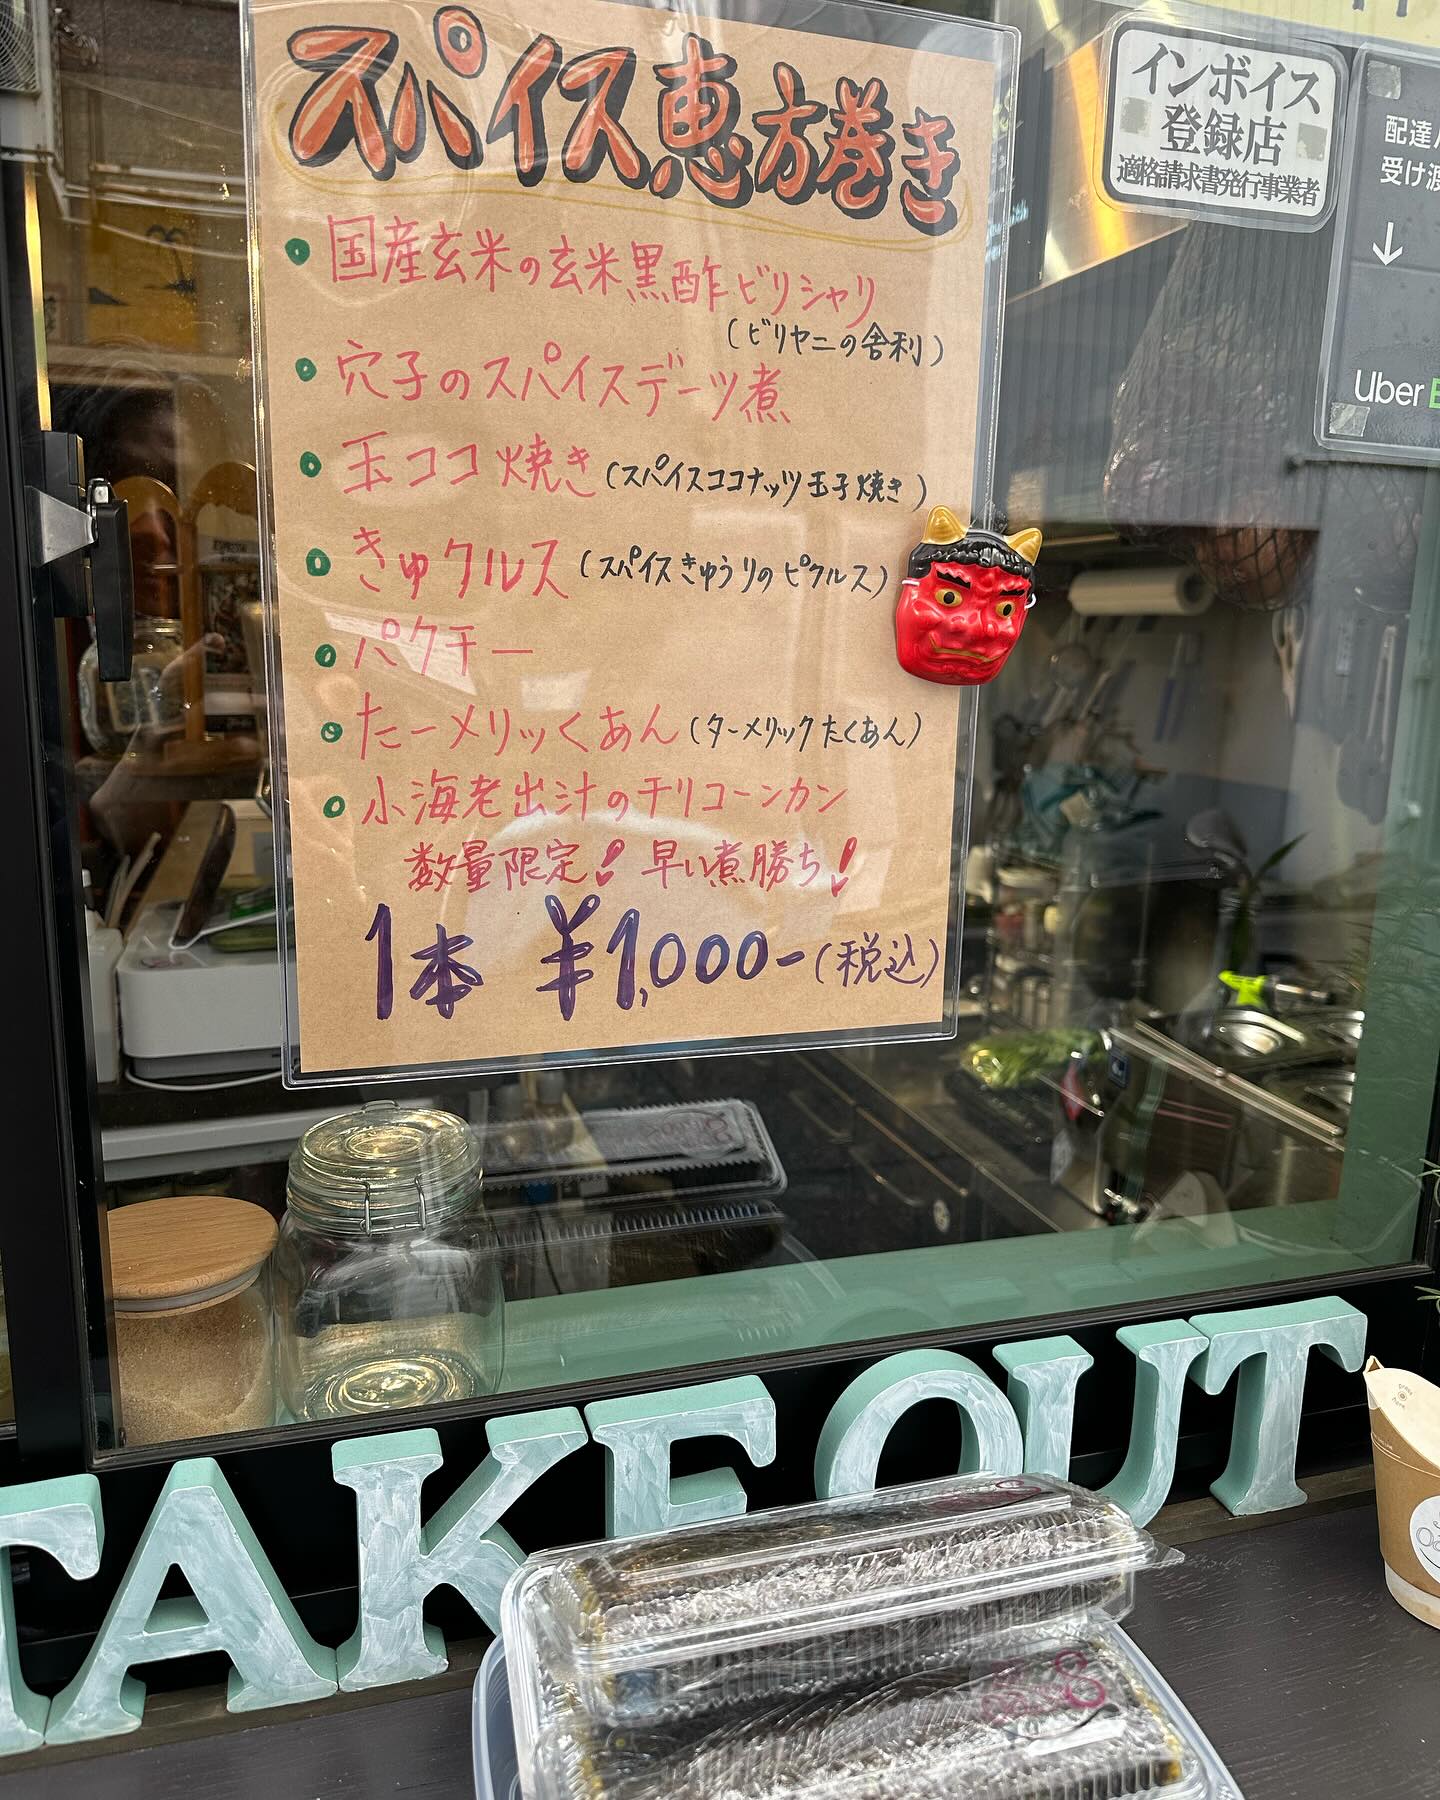 スパイス恵方巻き
国産玄米の玄米黒酢ビリシャリ
(ビリヤニの舎利)
穴子のスパイスデーツ煮
玉ココ焼き(スパイスココナッツ玉子焼き)
きゅクルス(スパイスきゅうりのピクルス)
パクチー
たーメリッくあん(ターメリックたくあん)
小海老出汁のチリコーンカン
数量限定! 早い煮勝ち!
1本 ¥1,000-(税込)
インボイス
登録店
適格請求書発行事業者
配達
受け渡
↓
Uber E
TAKE OUT